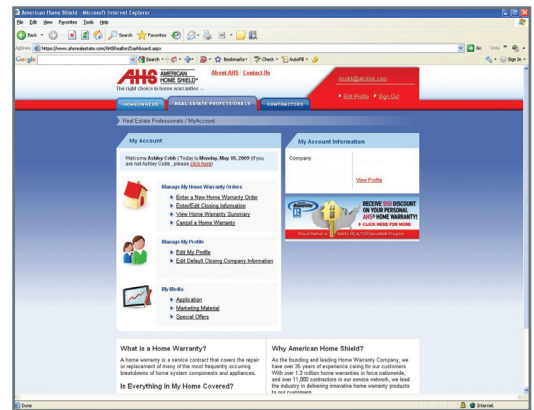 American Home Shield - Microsoft Internet Explorer
File Edit View Favorites Tools Help
Back Search Favorites
Address https://www.ahsrealestate.com/AHSRealtor/Dashboard.aspx Go Links
Google Search Bookmarks Check AutoFill Sign In
AHS AMERICAN HOME SHIELD®
The right choice in home warranties
About AHS | Contact Us
Acobb@ahslink.com
Edit Profile Sign Out
HOMEOWNERS REAL ESTATE PROFESSIONALS CONTRACTORS
Real Estate Professionals / MyAccount
My Account
Welcome Ashley Cobb | Today is Monday, May 18, 2009 (if you
are not Ashley Cobb, please click here)
Manage My Home Warranty Orders
Enter a New Home Warranty Order
Enter/Edit Closing Information
View Home Warranty Summary
Cancel a Home Warranty
Manage My Profile
Edit My Profile
Edit Default Closing Company Information
My Media
Application
Marketing Material
Special Offers
My Account Information
Company:
View Profile
RECEIVE $50 DISCOUNT
ON YOUR PERSONAL
AHS® HOME WARRANTY!
CLICK HERE FOR MORE
Proud Partner in NAR's REALTOR Benefits® Program
What is a Home Warranty?
A home warranty is a service contract that covers the repair
or replacement of many of the most frequently occurring
breakdowns of home system components and appliances.
Is Everything in My Home Covered?
Why American Home Shield?
As the founding and leading Home Warranty Company, we
have over 35 years of experience caring for our customers.
With over 1.3 million home warranties in force nationwide,
and over 11,000 contractors in our service network, we lead
the industry in delivering innovative home warranty products
to our customers.
Done Internet